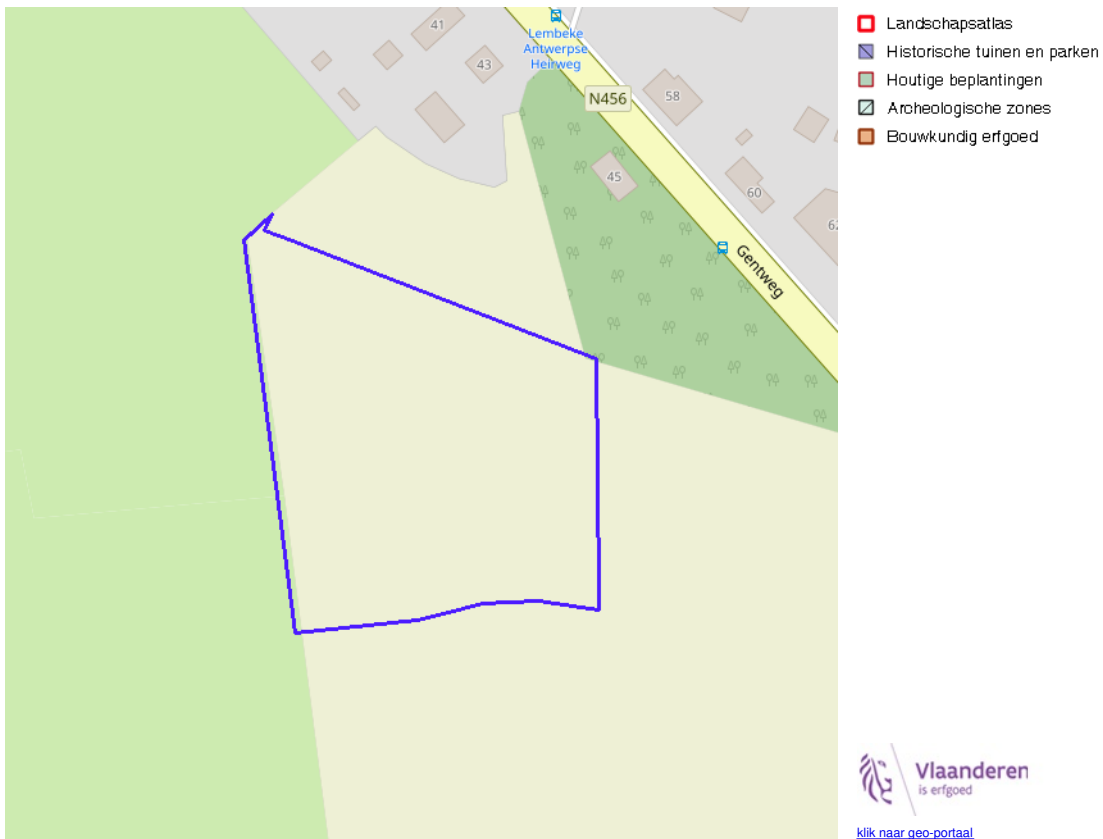 41
Lembeke
Antwerpse
Heirweg
43
N456
58
45
60
62
Gentweg
Landschapsatlas
Historische tuinen en parken
Houtige beplantingen
Archeologische zones
Bouwkundig erfgoed
Vlaanderen
is erfgoed
klik naar geo-portaal